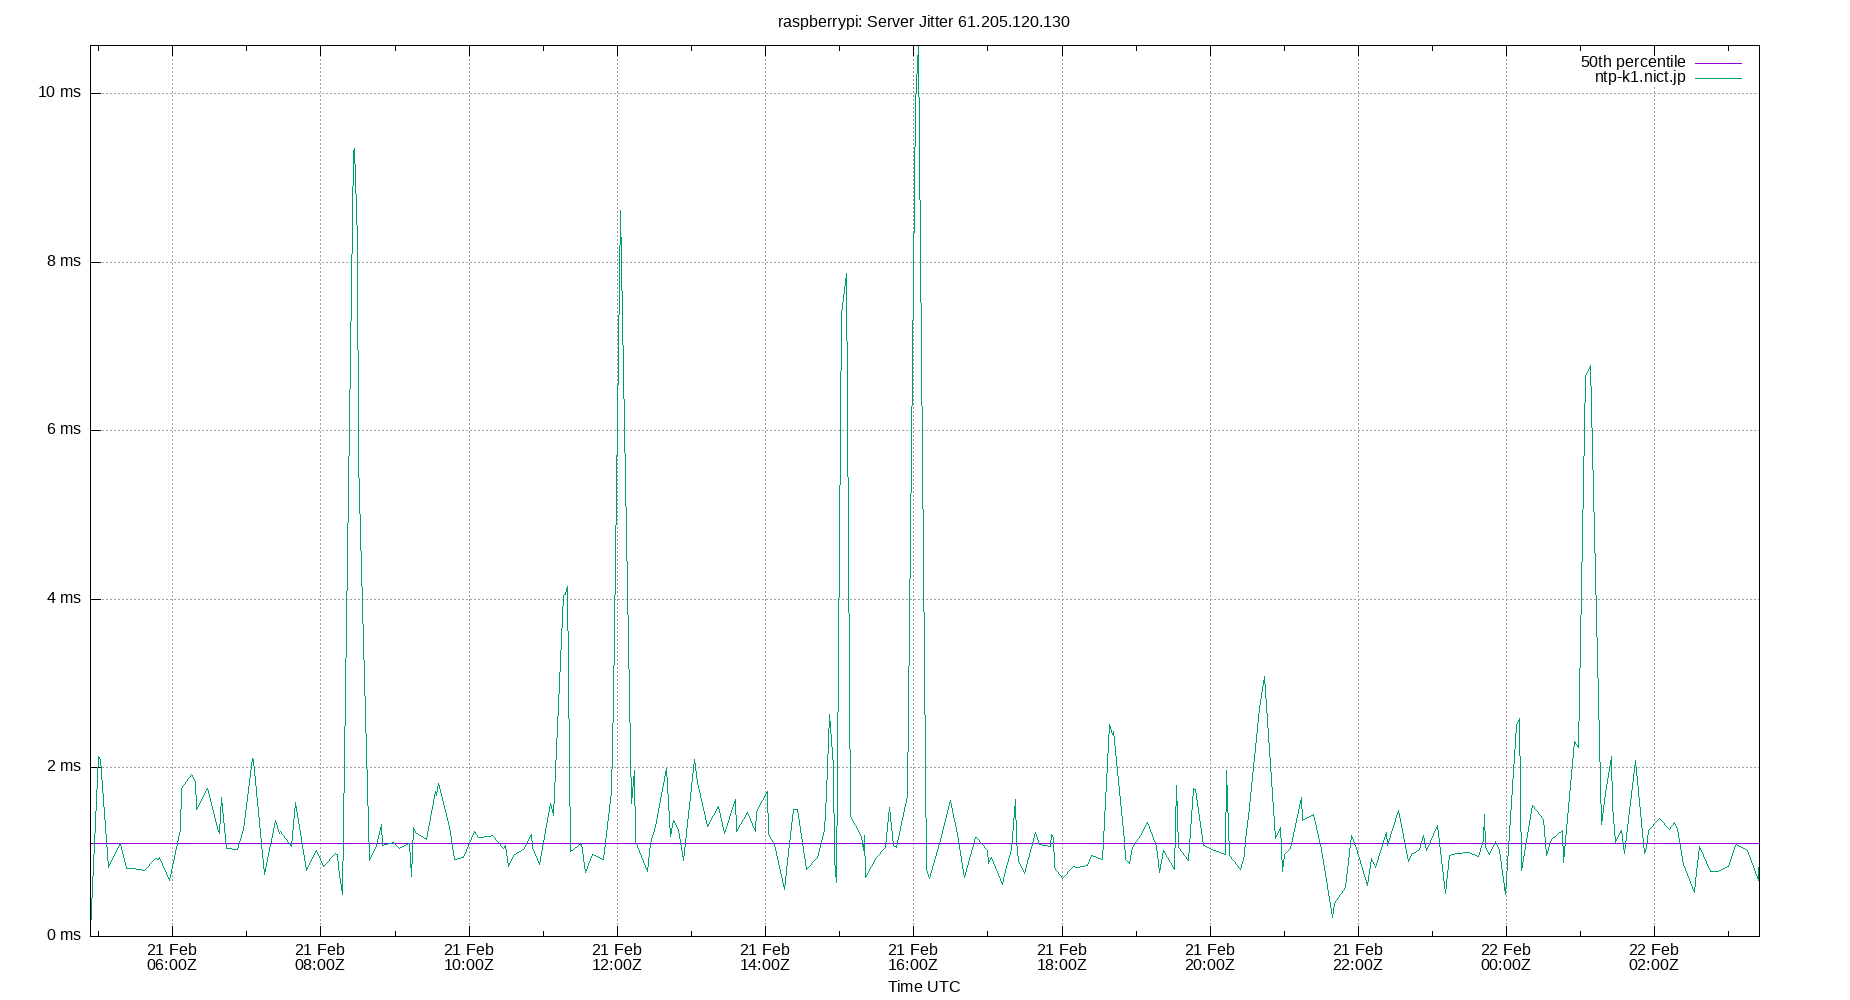 raspberrypi: Server Jitter 61.205.120.130
50th percentile
ntp-k1.nict.jp
10 ms
8 ms
6 ms
4 ms
2 ms
0 ms
21 Feb 21 Feb 21 Feb 21 Feb 21 Feb 21 Feb 21 Feb 21 Feb 21 Feb 22 Feb 22 Feb
06:00Z 08:00Z 10:00Z 12:00Z 14:00Z 16:00Z 18:00Z 20:00Z 22:00Z 00:00Z 02:00Z
Time UTC